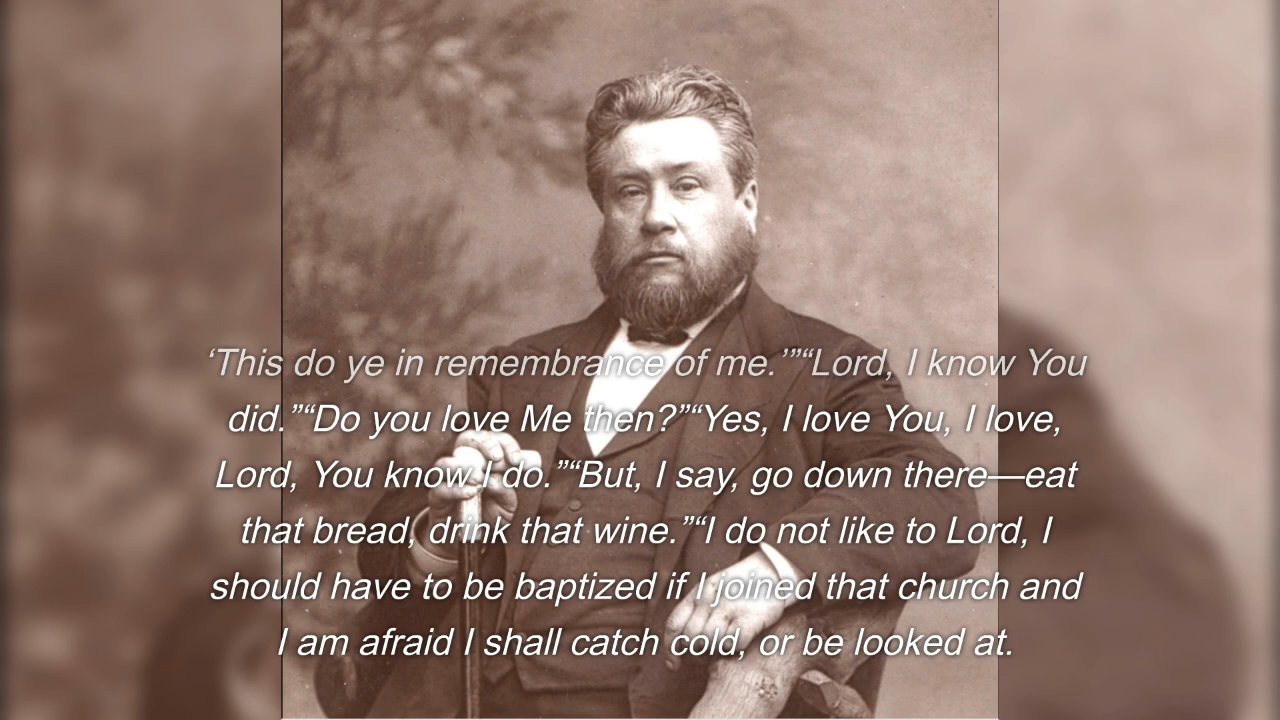 ‘This do ye in remembrance of me.’”“Lord, I know You
did.”“Do you love Me then?”“Yes, I love You, I love,
Lord, You know I do.”“But, I say, go down there—eat
that bread, drink that wine.”“I do not like to Lord, I
should have to be baptized if I joined that church and
I am afraid I shall catch cold, or be looked at.